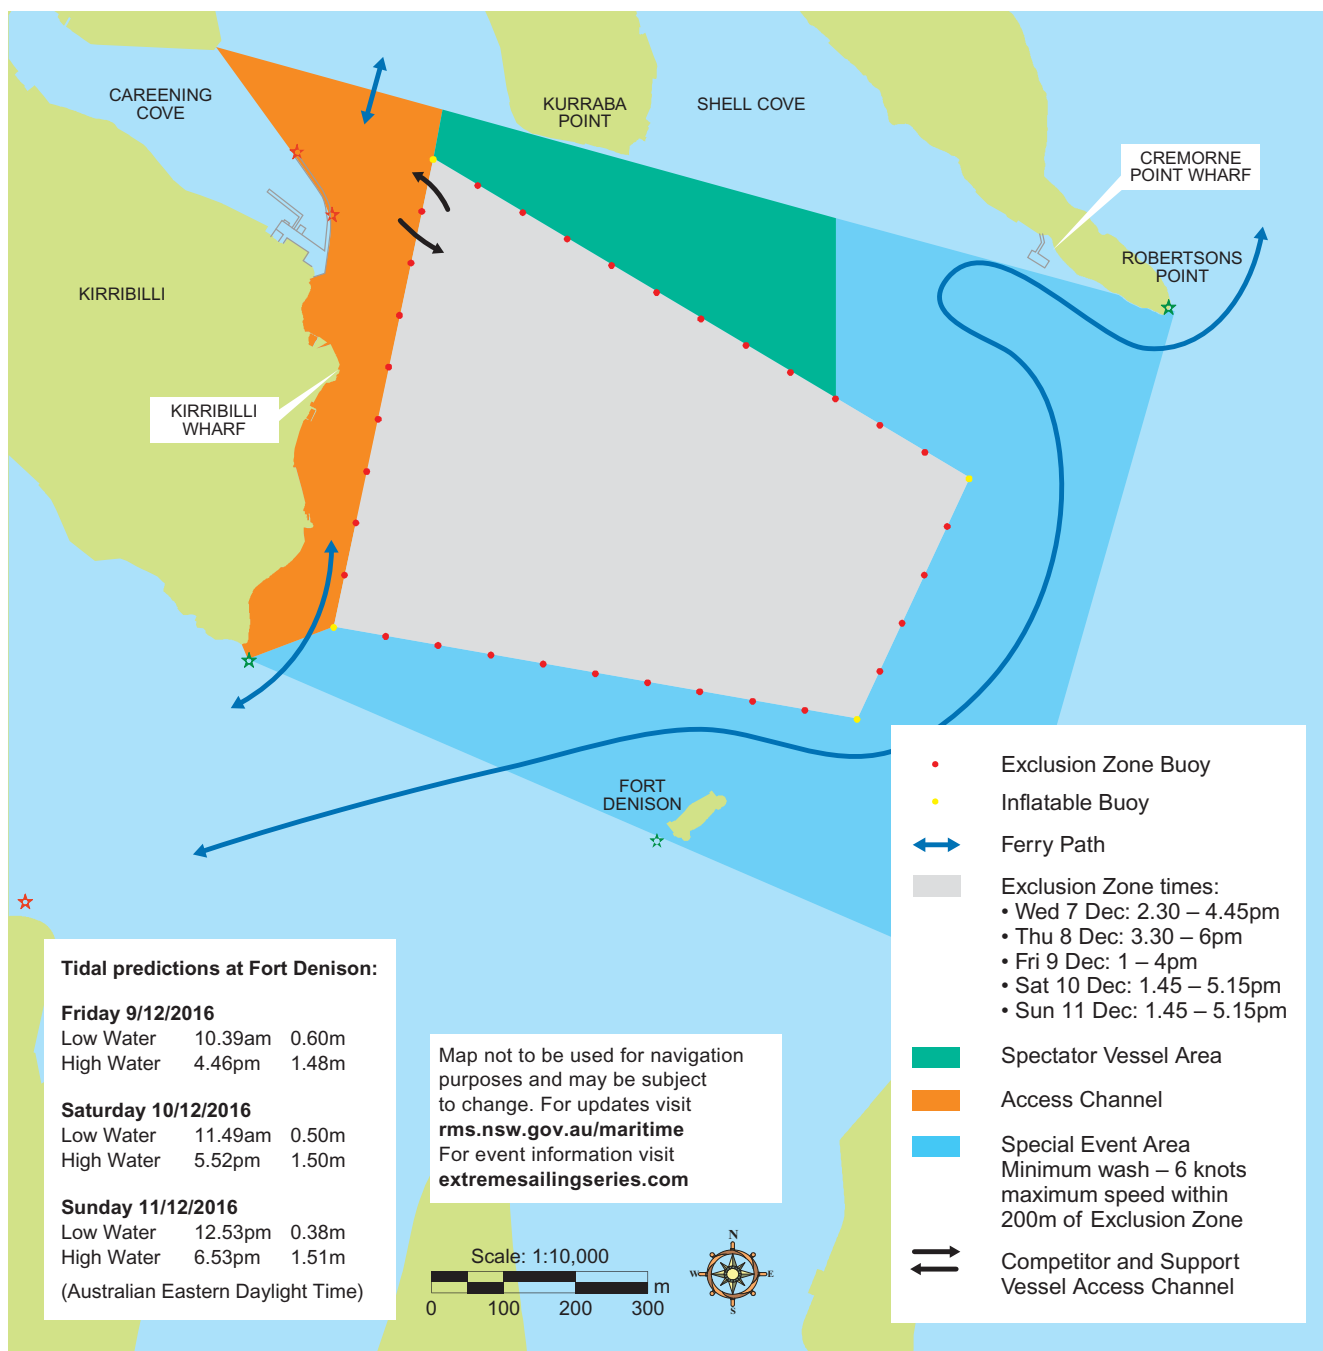 CAREENING
COVE
KURRABA
POINT
SHELL COVE
CREMORNE
POINT WHARF
ROBERTSONS
POINT
KIRRIBILLI
KIRRIBILLI
WHARF
FORT
DENISON
Exclusion Zone Buoy
Inflatable Buoy
Ferry Path
Exclusion Zone times:
• Wed 7 Dec: 2.30 – 4.45pm
• Thu 8 Dec: 3.30 – 6pm
• Fri 9 Dec: 1 – 4pm
• Sat 10 Dec: 1.45 – 5.15pm
• Sun 11 Dec: 1.45 – 5.15pm
Spectator Vessel Area
Access Channel
Special Event Area
Minimum wash – 6 knots
maximum speed within
200m of Exclusion Zone
Competitor and Support
Vessel Access Channel
Tidal predictions at Fort Denison:
Friday 9/12/2016
Low Water 10.39am 0.60m
High Water 4.46pm 1.48m
Saturday 10/12/2016
Low Water 11.49am 0.50m
High Water 5.52pm 1.50m
Sunday 11/12/2016
Low Water 12.53pm 0.38m
High Water 6.53pm 1.51m
(Australian Eastern Daylight Time)
Map not to be used for navigation
purposes and may be subject
to change. For updates visit
rms.nsw.gov.au/maritime
For event information visit
extremesailingseries.com
Scale: 1:10,000
m
0 100 200 300
N
W E
S